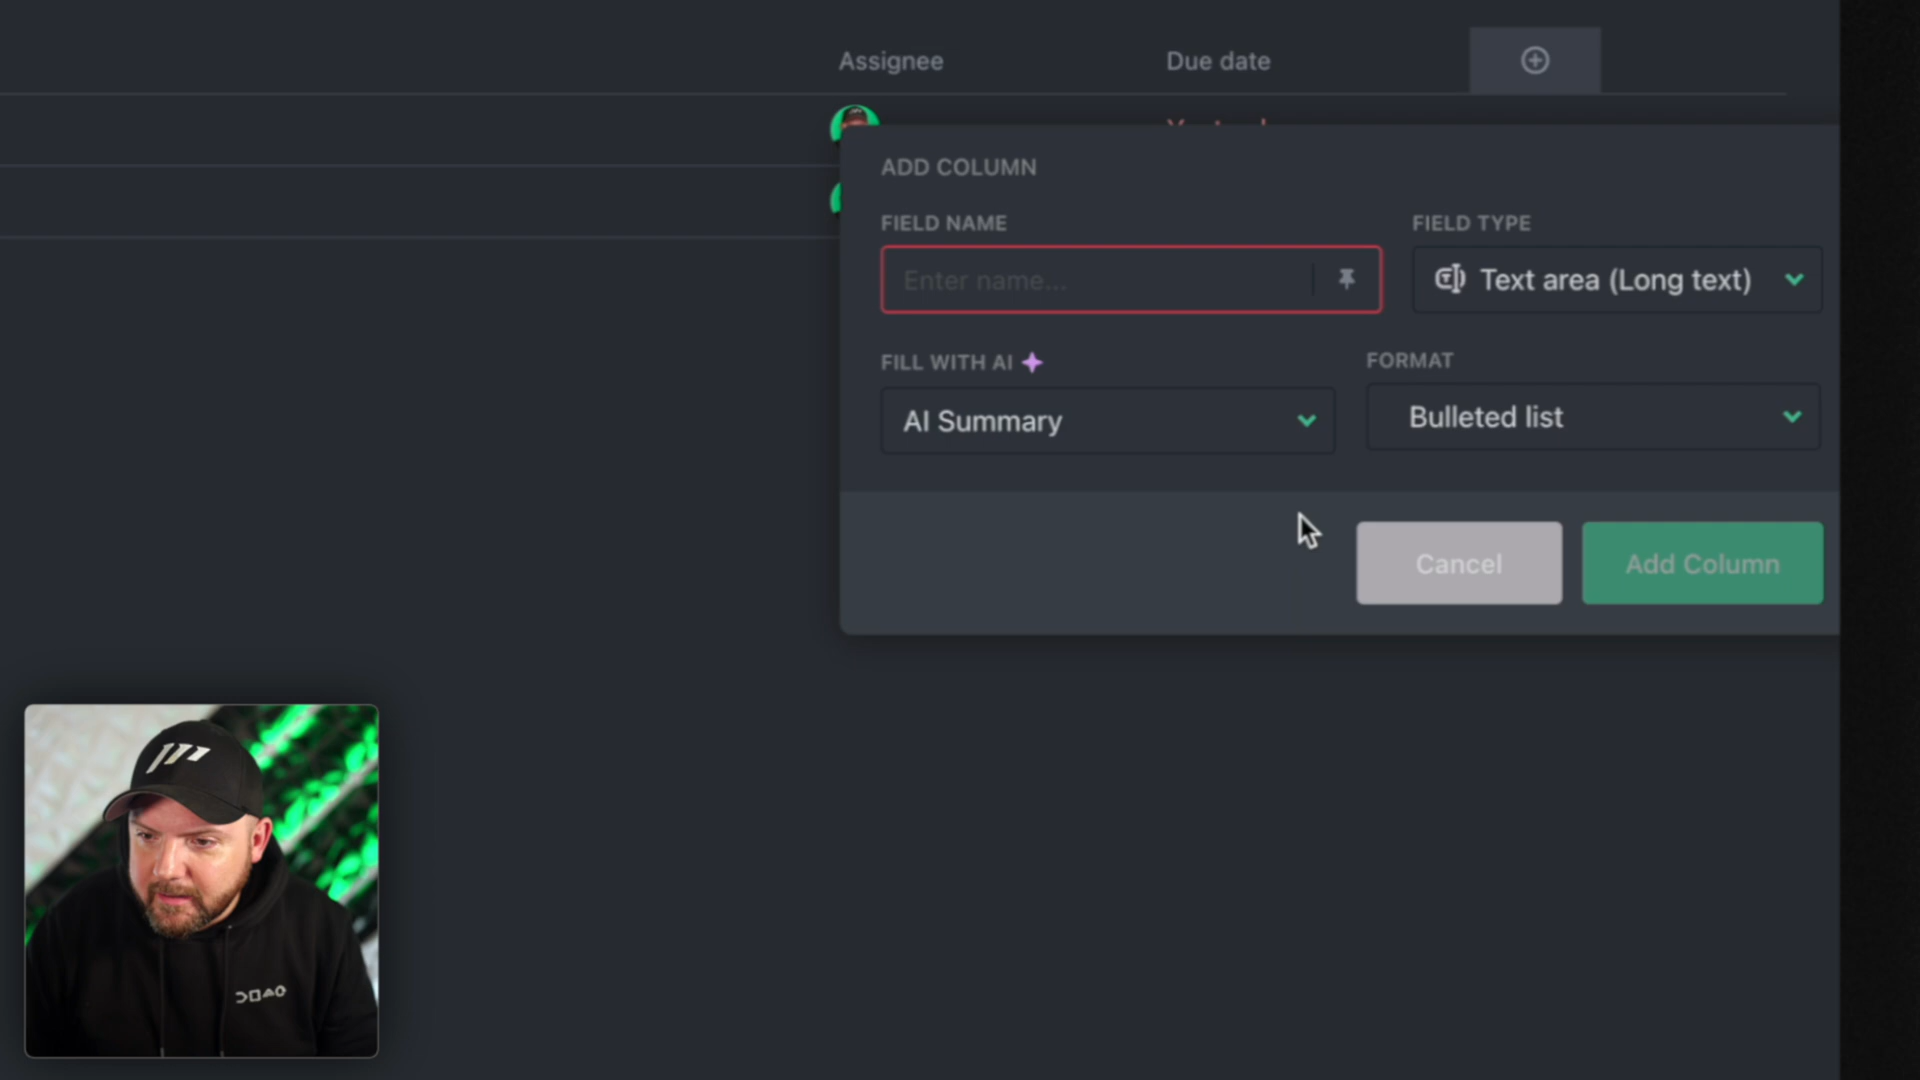 Assignee
Due date
ADD COLUMN
FIELD NAME
FIELD TYPE
Enter name...
Text area (Long text)
FILL WITH AI
FORMAT
AI Summary
Bulleted list
Cancel
Add Column